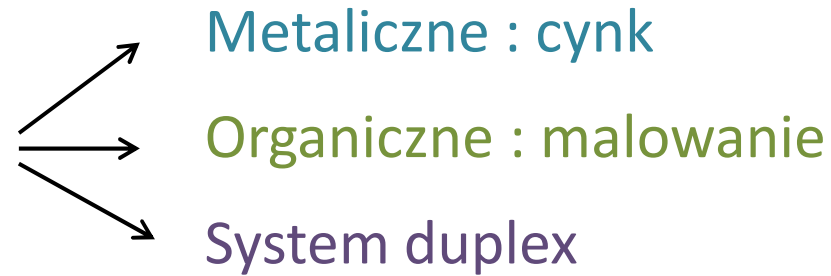 Metaliczne : cynk
Organiczne : malowanie
System duplex